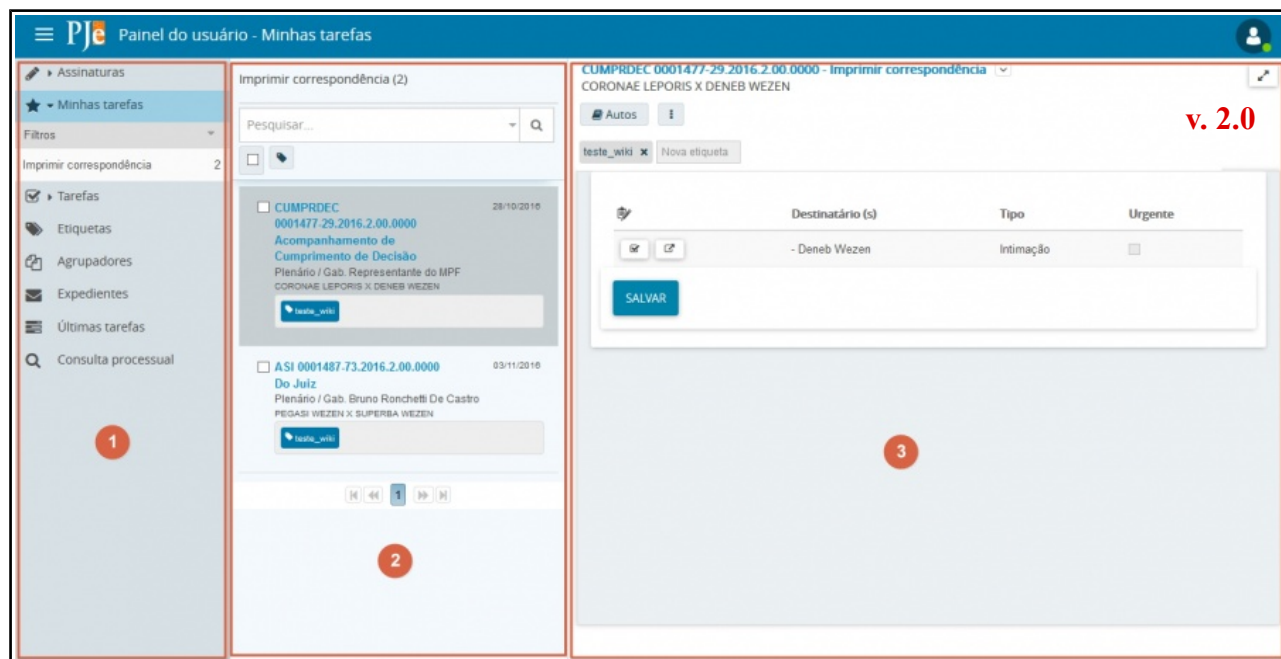 PJe Painel do usuário - Minhas tarefas
Assinaturas
Minhas tarefas
Filtros
Imprimir correspondência 2
Tarefas
Etiquetas
Agrupadores
Expedientes
Últimas tarefas
Consulta processual
1
Imprimir correspondência (2)
Pesquisar...
CUMPRDEC 28/10/2016
0001477-29.2016.2.00.0000
Acompanhamento de
Cumprimento de Decisão
Plenário / Gab. Representante do MPF
CORONAE LEPORIS X DENEB WEZEN
teste_wiki
ASI 0001487-73.2016.2.00.0000 03/11/2016
Do Juiz
Plenário / Gab. Bruno Ronchetti De Castro
PEGASI WEZEN X SUPERBA WEZEN
teste_wiki
1
2
CUMPRDEC 0001477-29.2016.2.00.0000 - Imprimir correspondência
CORONAE LEPORIS X DENEB WEZEN
Autos
v. 2.0
teste_wiki Nova etiqueta
Destinatário (s) Tipo Urgente
- Deneb Wezen Intimação
SALVAR
3